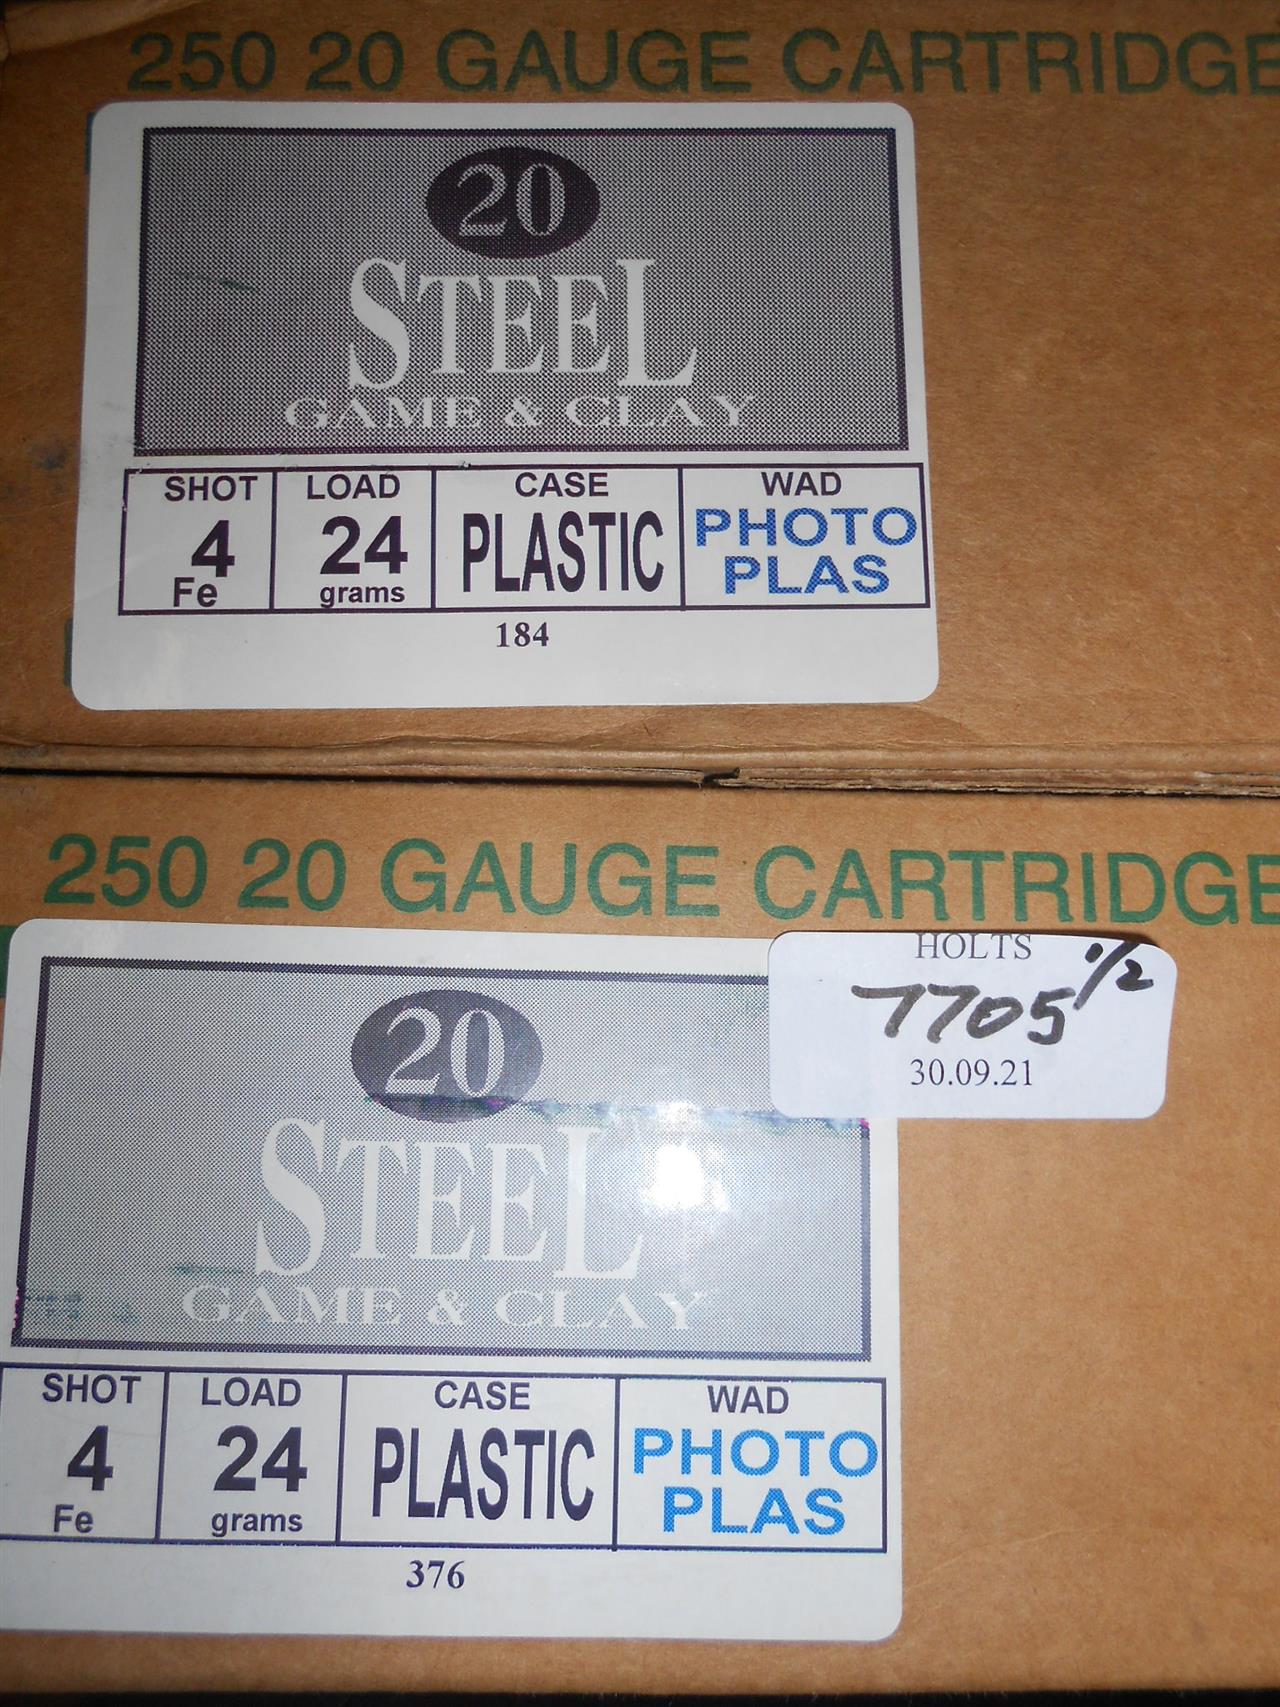 250 20 GAUGE CARTRIDGE
20
STEEL
GAME & CLAY
SHOT LOAD CASE WAD
4 24 PLASTIC PHOTO
Fe grams PLAS
184
250 20 GAUGE CARTRIDGE
HOLTS
7705 1/2
30.09.21
20
STEEL
GAME & CLAY
SHOT LOAD CASE WAD
4 24 PLASTIC PHOTO
Fe grams PLAS
376